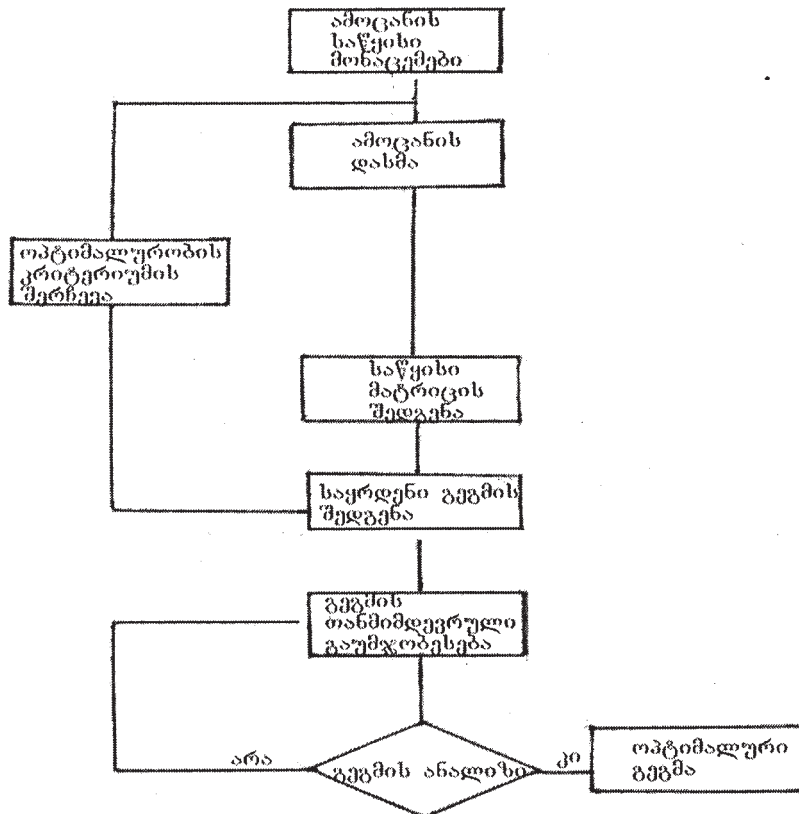 ამოცანის
საწყისი
მონაცემები
ამოცანის
დასმა
ოპტიმალურობის
კრიტერიუმის
შერჩევა
საწყისი
მატრიცის
შედგენა
საყრდენი გეგმის
შედგენა
გეგმის
თანმიმდევრული
გაუმჯობესება
არა
გეგმის ანალიზი
კი
ოპტიმალური
გეგმა